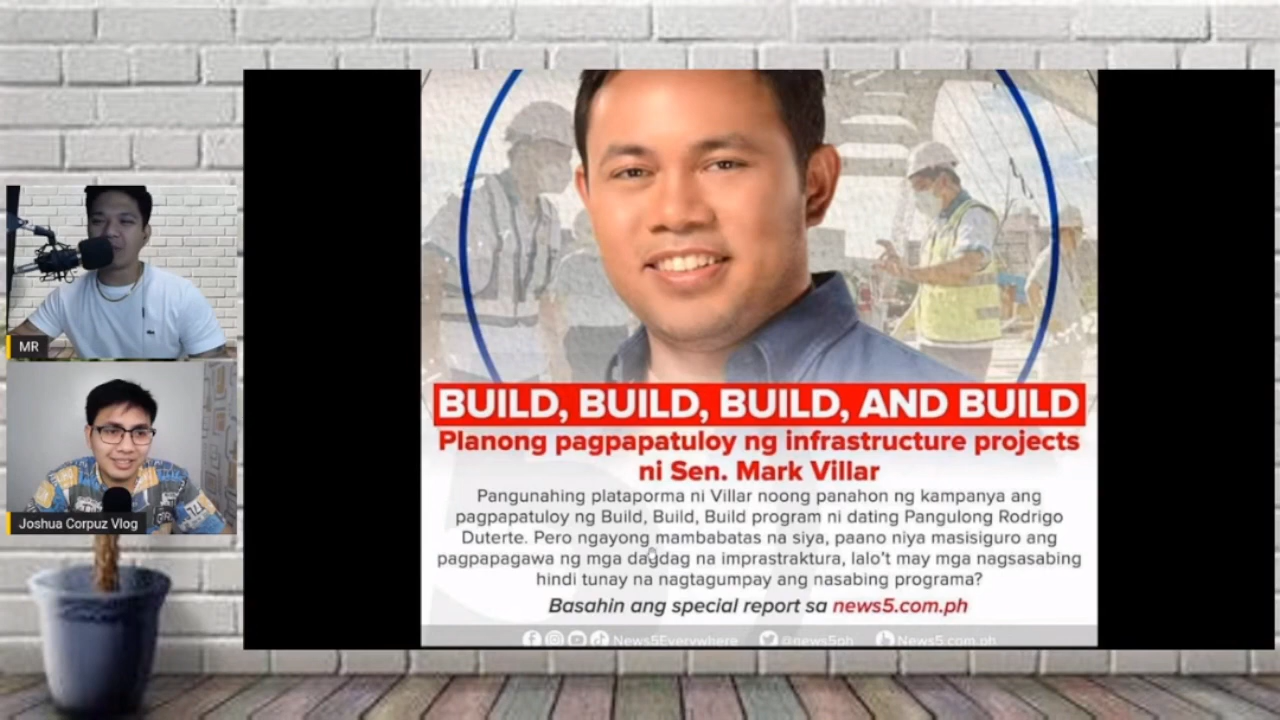 MR
Joshua Corpuz Vlog
BUILD, BUILD, BUILD, AND BUILD
Planong pagpapatuloy ng infrastructure projects
ni Sen. Mark Villar
Pangunahing plataporma ni Villar noong panahon ng kampanya ang
pagpapatuloy ng Build, Build, Build program ni dating Pangulong Rodrigo
Duterte. Pero ngayong mambabatas na siya, paano niya masisiguro ang
pagpapagawa ng mga dagdag na imprastraktura, lalo't may mga nagsasabing
hindi tunay na nagtagumpay ang nasabing programa?
Basahin ang special report sa news5.com.ph
News5Everywhere @news5ph News5.com.ph